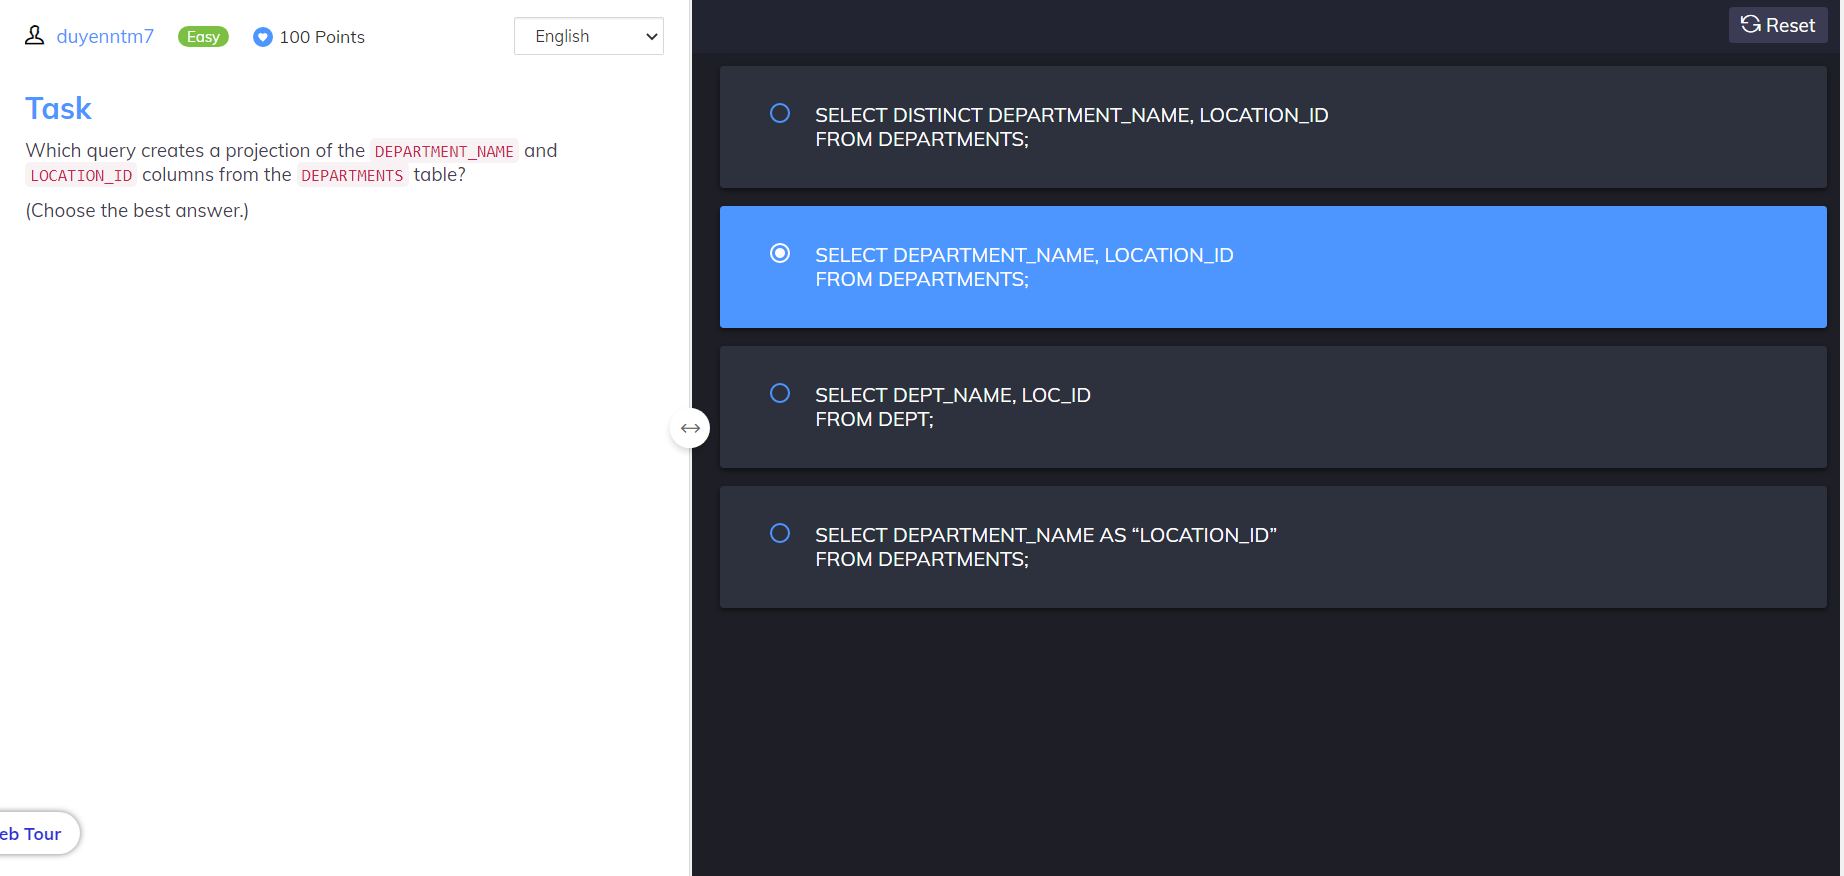 duyenntm7 Easy 100 Points English
Task
Which query creates a projection of the DEPARTMENT_NAME and
LOCATION_ID columns from the DEPARTMENTS table?
(Choose the best answer.)
eb Tour
Reset
SELECT DISTINCT DEPARTMENT_NAME, LOCATION_ID
FROM DEPARTMENTS;
SELECT DEPARTMENT_NAME, LOCATION_ID
FROM DEPARTMENTS;
SELECT DEPT_NAME, LOC_ID
FROM DEPT;
SELECT DEPARTMENT_NAME AS “LOCATION_ID”
FROM DEPARTMENTS;